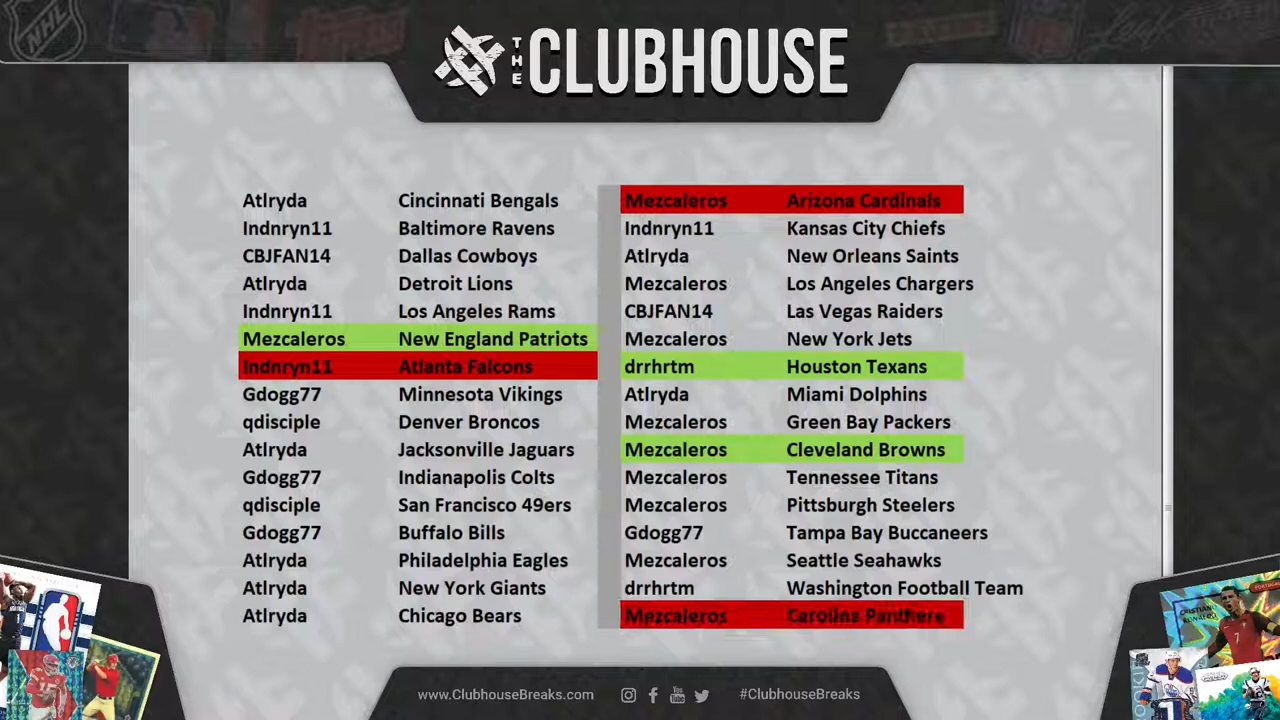 THE CLUBHOUSE
Atlryda Cincinnati Bengals Mezcaleros Arizona Cardinals
Indnryn11 Baltimore Ravens Indnryn11 Kansas City Chiefs
CBJFAN14 Dallas Cowboys Atlryda New Orleans Saints
Atlryda Detroit Lions Mezcaleros Los Angeles Chargers
Indnryn11 Los Angeles Rams CBJFAN14 Las Vegas Raiders
Mezcaleros New England Patriots Mezcaleros New York Jets
Indnryn11 Atlanta Falcons drrhrtm Houston Texans
Gdogg77 Minnesota Vikings Atlryda Miami Dolphins
qdisciple Denver Broncos Mezcaleros Green Bay Packers
Atlryda Jacksonville Jaguars Mezcaleros Cleveland Browns
Gdogg77 Indianapolis Colts Mezcaleros Tennessee Titans
qdisciple San Francisco 49ers Mezcaleros Pittsburgh Steelers
Gdogg77 Buffalo Bills Gdogg77 Tampa Bay Buccaneers
Atlryda Philadelphia Eagles Mezcaleros Seattle Seahawks
Atlryda New York Giants drrhrtm Washington Football Team
Atlryda Chicago Bears Mezcaleros Carolina Panthers
www.ClubhouseBreaks.com #ClubhouseBreaks
NHL
CRISTIAN
RONALDO
7